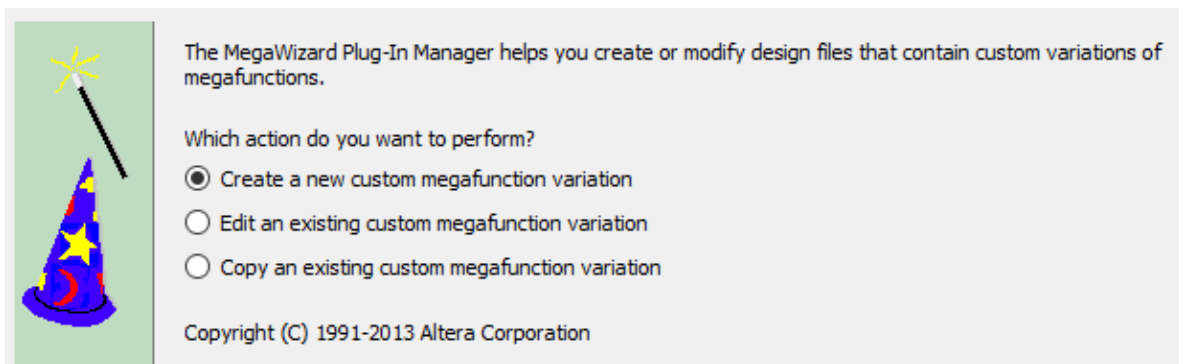 The MegaWizard Plug-In Manager helps you create or modify design files that contain custom variations of
megafunctions.
Which action do you want to perform?
Create a new custom megafunction variation
Edit an existing custom megafunction variation
Copy an existing custom megafunction variation
Copyright (C) 1991-2013 Altera Corporation